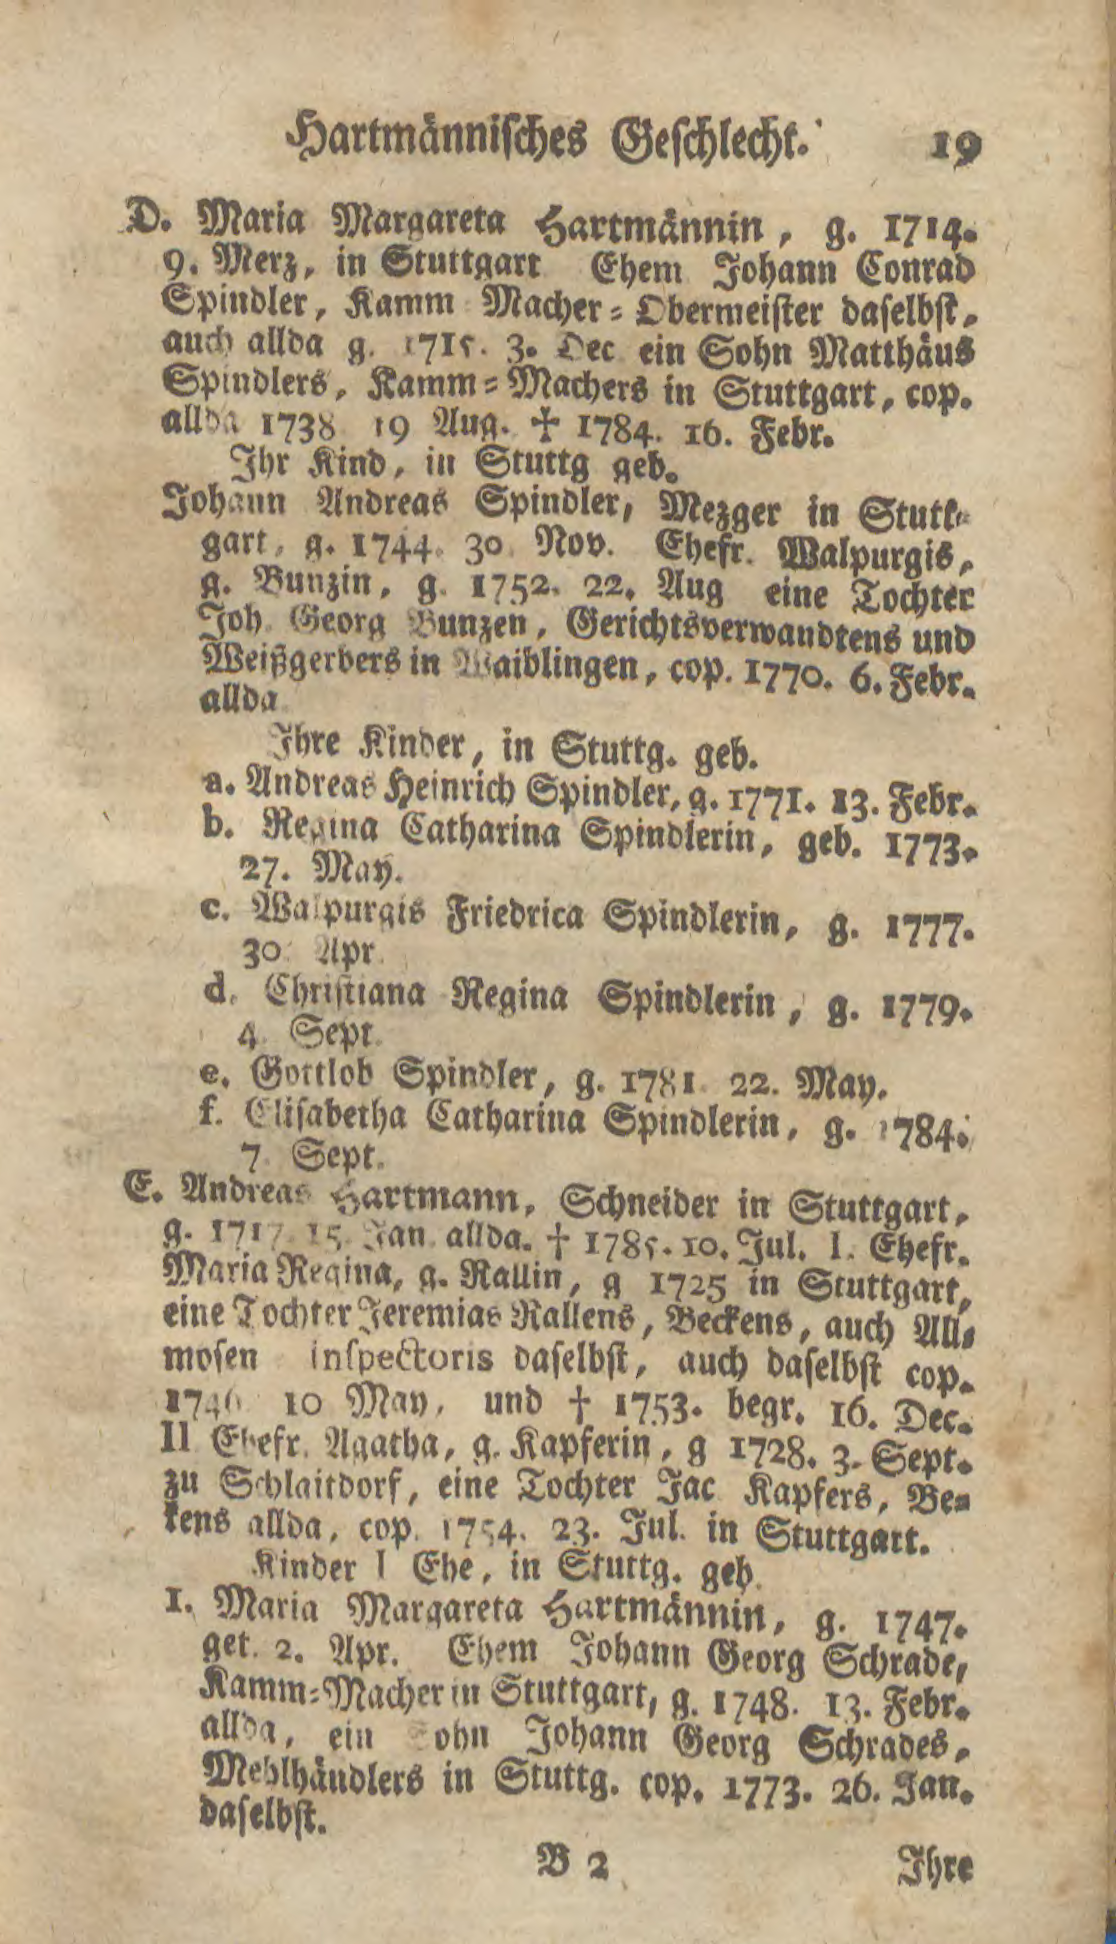 Hartmännisches Geschlecht. 19
D. Maria Margareta Hartmännin, g. 1714.
9. Merz, in Stuttgart Ehem Johann Conrad
Spindler, Kamm Macher-Obermeister daselbst,
auch allda g. 1715. 3. Dec ein Sohn Matthäus
Spindlers, Kamm-Machers in Stuttgart, cop.
allda 1738 19 Aug. † 1784. 16. Febr.
Ihr Kind, in Stuttg geb.
Johann Andreas Spindler, Mezger in Stutt-
gart, g. 1744. 30 Nov. Ehefr. Walpurgis,
g. Bunzin, g. 1752. 22. Aug eine Tochter
Joh. Georg Bunzen, Gerichtsverwandtens und
Weißgerbers in Waiblingen, cop. 1770. 6. Febr.
allda
Ihre Kinder, in Stuttg. geb.
a. Andreas Heinrich Spindler, g. 1771. 13. Febr.
b. Regina Catharina Spindlerin, geb. 1773.
27. May.
c. Walpurgis Friedrica Spindlerin, g. 1777.
30. Apr.
d. Christiana Regina Spindlerin, g. 1779.
4. Sept.
e. Gottlob Spindler, g. 1781. 22. May.
f. Elisabetha Catharina Spindlerin, g. 1784.
7. Sept.
E. Andreas Hartmann, Schneider in Stuttgart,
g. 1717. 15. Jan. allda. † 1785. 10. Jul. I. Ehefr.
Maria Regina, g. Rallin, g 1725 in Stuttgart,
eine Tochter Jeremias Rallens, Beckens, auch All-
mosen inspectoris daselbst, auch daselbst cop.
1746 10 May, und † 1753. begr. 16. Dec.
II Ehefr. Agatha, g. Kapferin, g 1728. 3. Sept.
zu Schlaitdorf, eine Tochter Jac Kapfers, Be-
kens allda, cop. 1754. 23. Jul. in Stuttgart.
Kinder I Ehe, in Stuttg. geb.
1. Maria Margareta Hartmännin, g. 1747.
get. 2. Apr. Ehem Johann Georg Schrade,
Kamm-Macher in Stuttgart, g. 1748. 13. Febr.
allda, ein Sohn Johann Georg Schrades,
Mehlhändlers in Stuttg. cop. 1773. 26. Jan.
daselbst.
B 2 Ihre